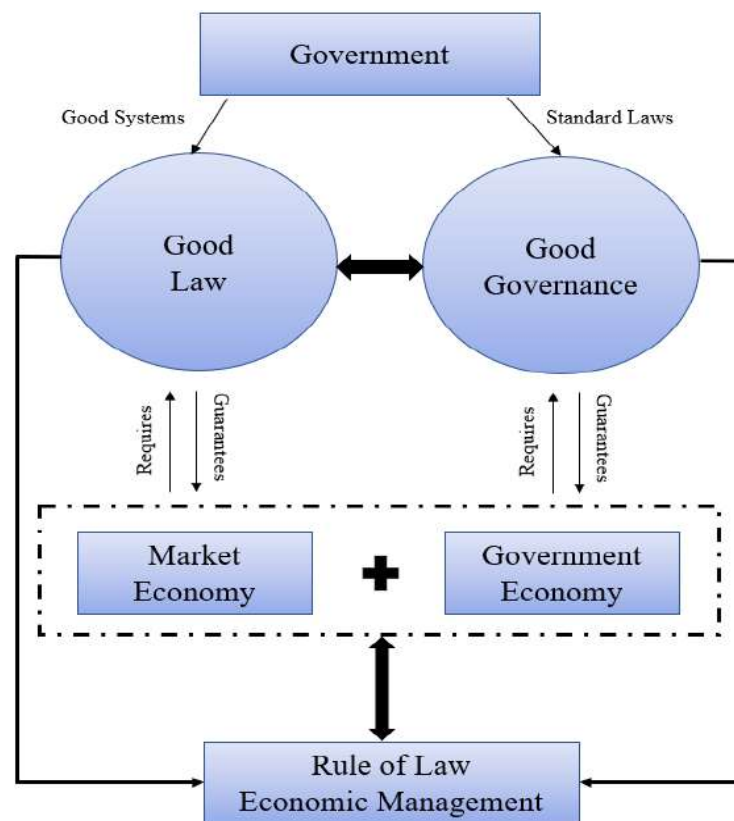 Government
Good Systems
Standard Laws
Good
Law
Good
Governance
Requires
Guarantees
Requires
Guarantees
Market
Economy
Government
Economy
Rule of Law
Economic Management